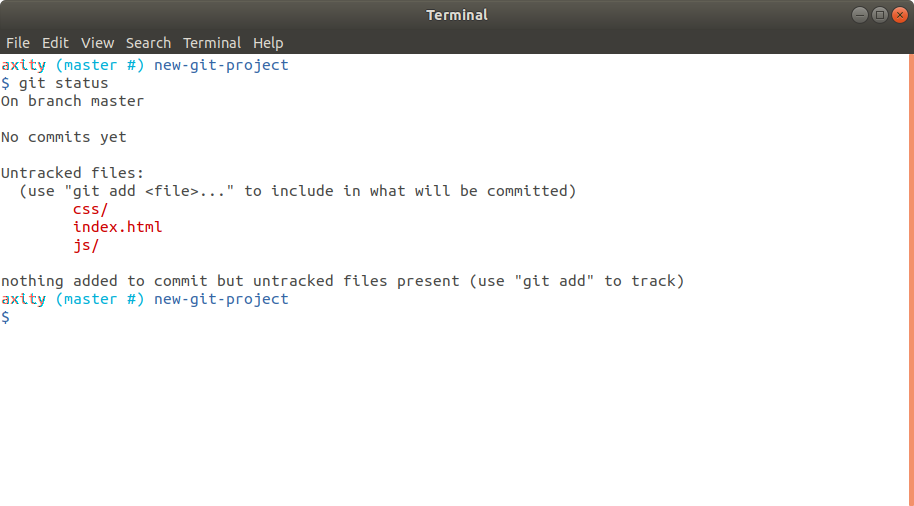 Terminal
File Edit View Search Terminal Help
axity (master #) new-git-project
$ git status
On branch master
No commits yet
Untracked files:
(use "git add <file>..." to include in what will be committed)
css/
index.html
js/
nothing added to commit but untracked files present (use "git add" to track)
axity (master #) new-git-project
$